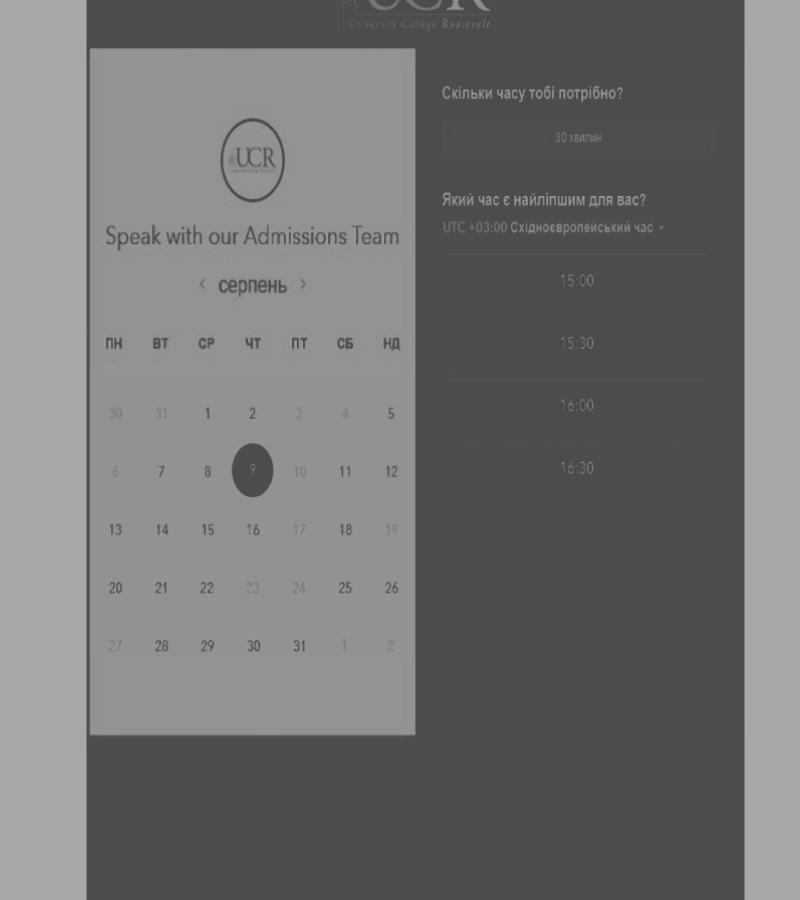 UCR
University College Roosevelt
UCR
Speak with our Admissions Team
‹ серпень ›
ПН ВТ СР ЧТ ПТ СБ НД
30 31 1 2 3 4 5
6 7 8 9 10 11 12
13 14 15 16 17 18 19
20 21 22 23 24 25 26
27 28 29 30 31 1 2
Скільки часу тобі потрібно?
30 хвилин
Який час є найліпшим для вас?
UTC +03:00 Східноєвропейський час
15:00
15:30
16:00
16:30